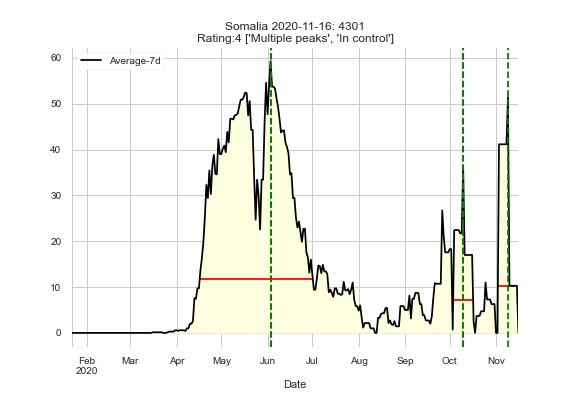 Somalia 2020-11-16: 4301
Rating:4 ['Multiple peaks', 'In control']
Average-7d
60
50
40
30
20
10
0
Feb Mar Apr May Jun Jul Aug Sep Oct Nov
2020
Date